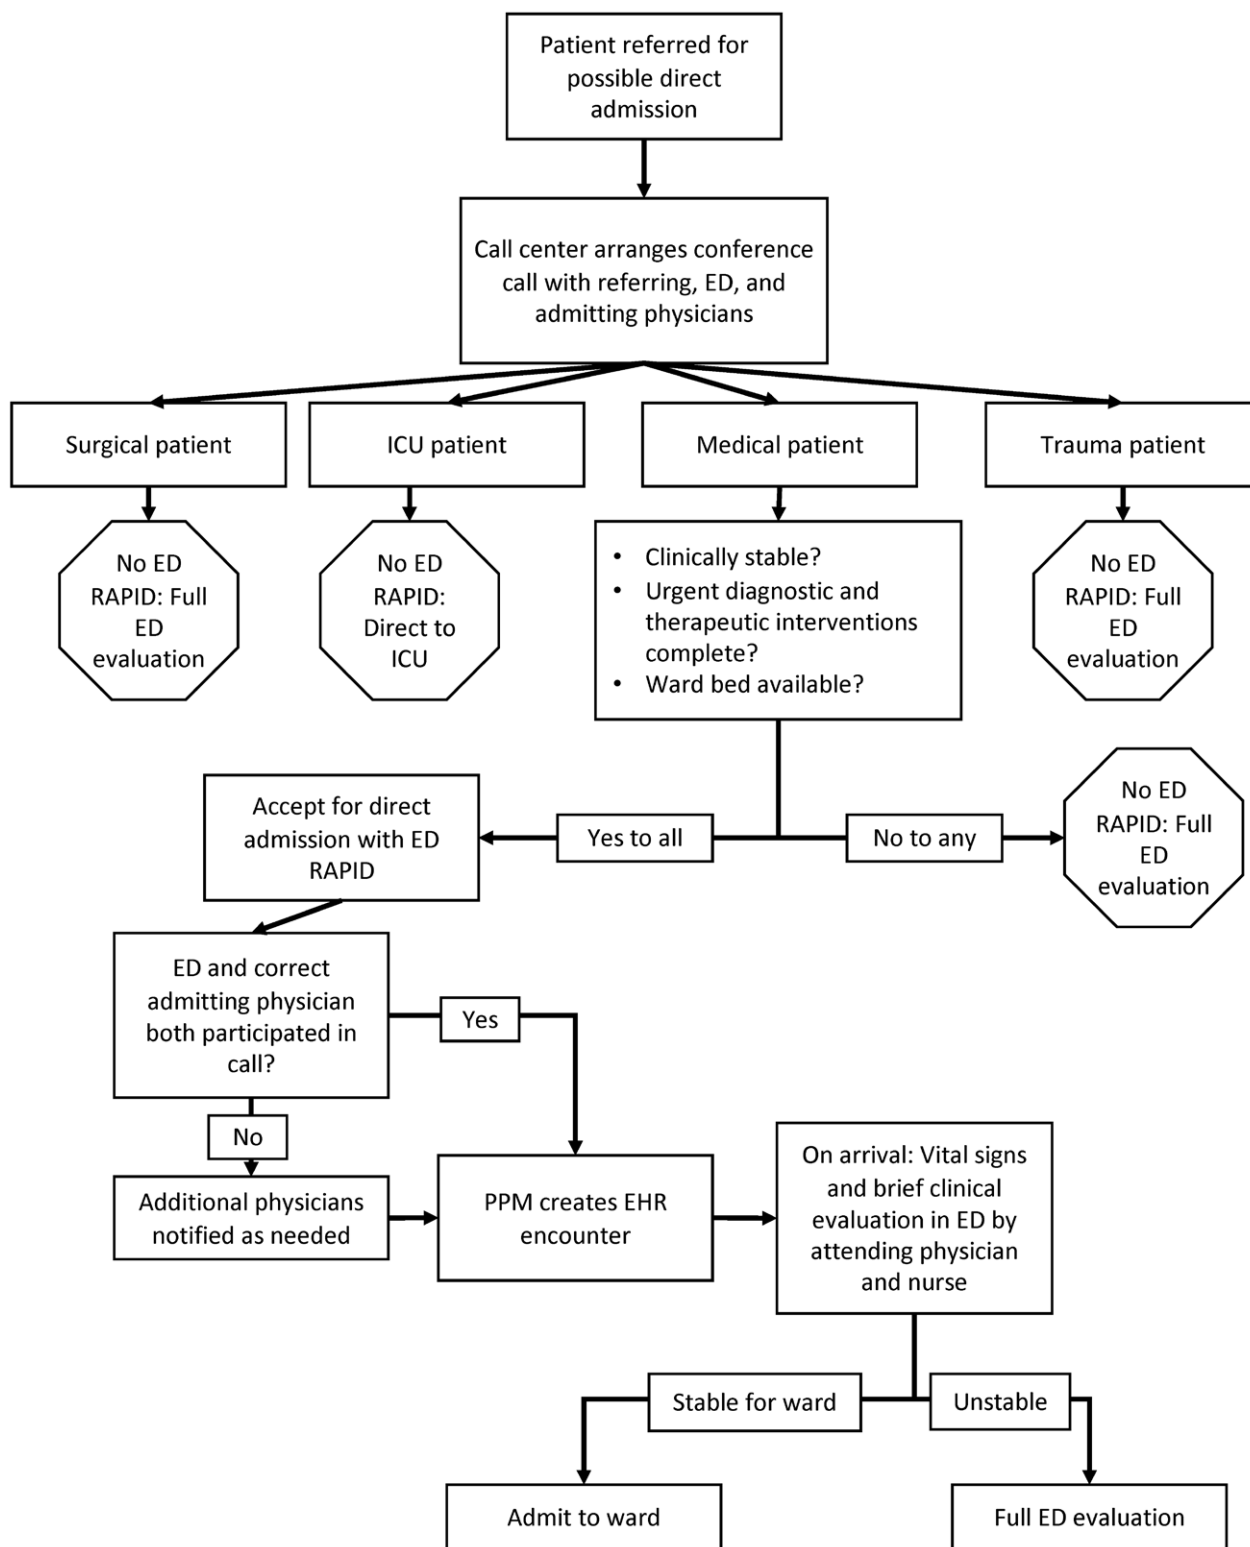 Patient referred for
possible direct
admission
Call center arranges conference
call with referring, ED, and
admitting physicians
Surgical patient
ICU patient
Medical patient
Trauma patient
No ED
RAPID: Full
ED
evaluation
No ED
RAPID:
Direct to
ICU
• Clinically stable?
• Urgent diagnostic and
therapeutic interventions
complete?
• Ward bed available?
No ED
RAPID: Full
ED
evaluation
Accept for direct
admission with ED
RAPID
Yes to all
No to any
No ED
RAPID: Full
ED
evaluation
ED and correct
admitting physician
both participated in
call?
Yes
No
Additional physicians
notified as needed
PPM creates EHR
encounter
On arrival: Vital signs
and brief clinical
evaluation in ED by
attending physician
and nurse
Stable for ward
Unstable
Admit to ward
Full ED evaluation